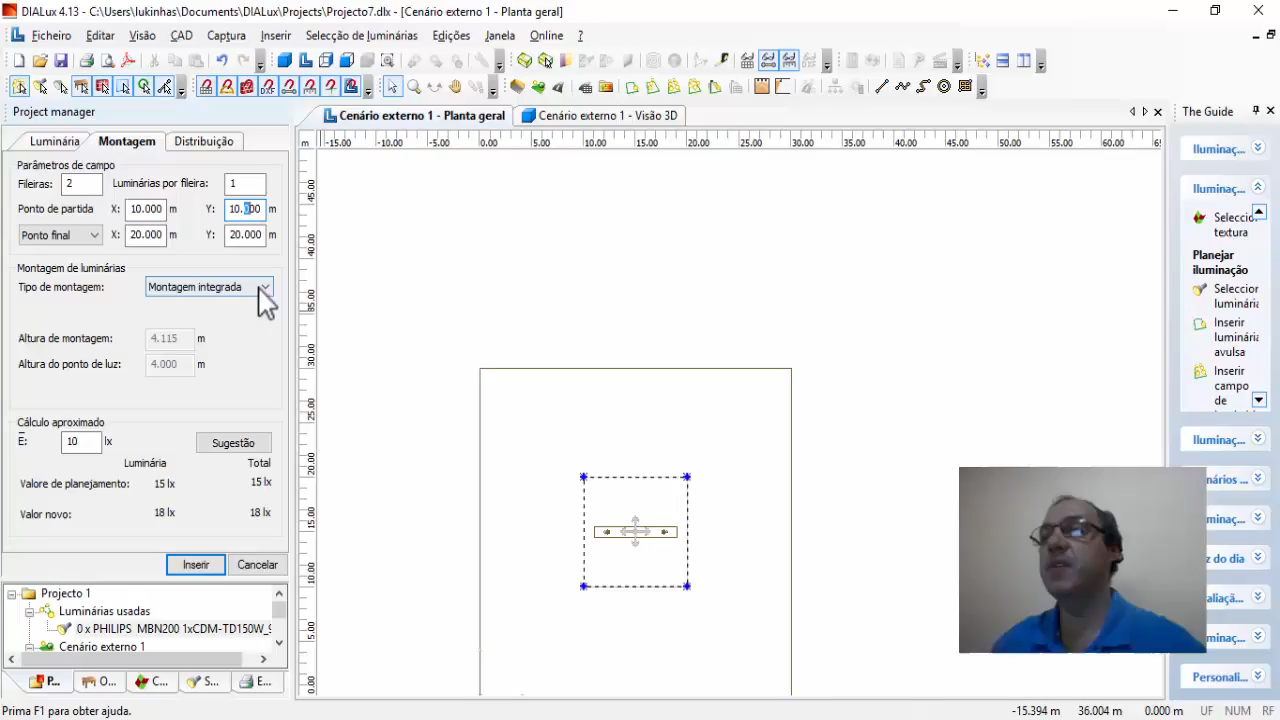 DIALux 4.13 - C:\Users\lukinhas\Documents\DIALux\Projects\Projecto7.dlx - [Cenário externo 1 - Planta geral]
Ficheiro Editar Visão CAD Captura Inserir Selecção de luminárias Edições Janela Online ?
Project manager
Luminária Montagem Distribuição
Parâmetros de campo
Fileiras: 2 Luminárias por fileira: 1
Ponto de partida X: 10.000 m Y: 10.000 m
Ponto final X: 20.000 m Y: 20.000 m
Montagem de luminárias
Tipo de montagem: Montagem integrada
Altura de montagem: 4.115 m
Altura do ponto de luz: 4.000 m
Cálculo aproximado
E: 10 lx Sugestão
Luminária Total
Valore de planejamento: 15 lx 15 lx
Valor novo: 18 lx 18 lx
Inserir Cancelar
Projecto 1
Luminárias usadas
0 x PHILIPS MBN200 1xCDM-TD150W_S
Cenário externo 1
P... O... C... S... E...
Prima F1 para obter ajuda.
Cenário externo 1 - Planta geral Cenário externo 1 - Visão 3D
m -15.00 -10.00 -5.00 0.00 5.00 10.00 15.00 20.00 25.00 30.00 35.00 40.00 45.00 50.00 55.00 60.00 65
45.00
40.00
35.00
30.00
25.00
20.00
15.00
10.00
5.00
0.00
The Guide
Iluminaç...
Iluminaç...
Seleccior
textura
Planejar
iluminação
Seleccior
luminária
Inserir
luminária
avulsa
Inserir
campo
de
Iluminaç...
nários ...
minaç...
z do dia
aliaçã...
minaç...
Personali...
-15.394 m 36.004 m 0.000 m UF NUM RF